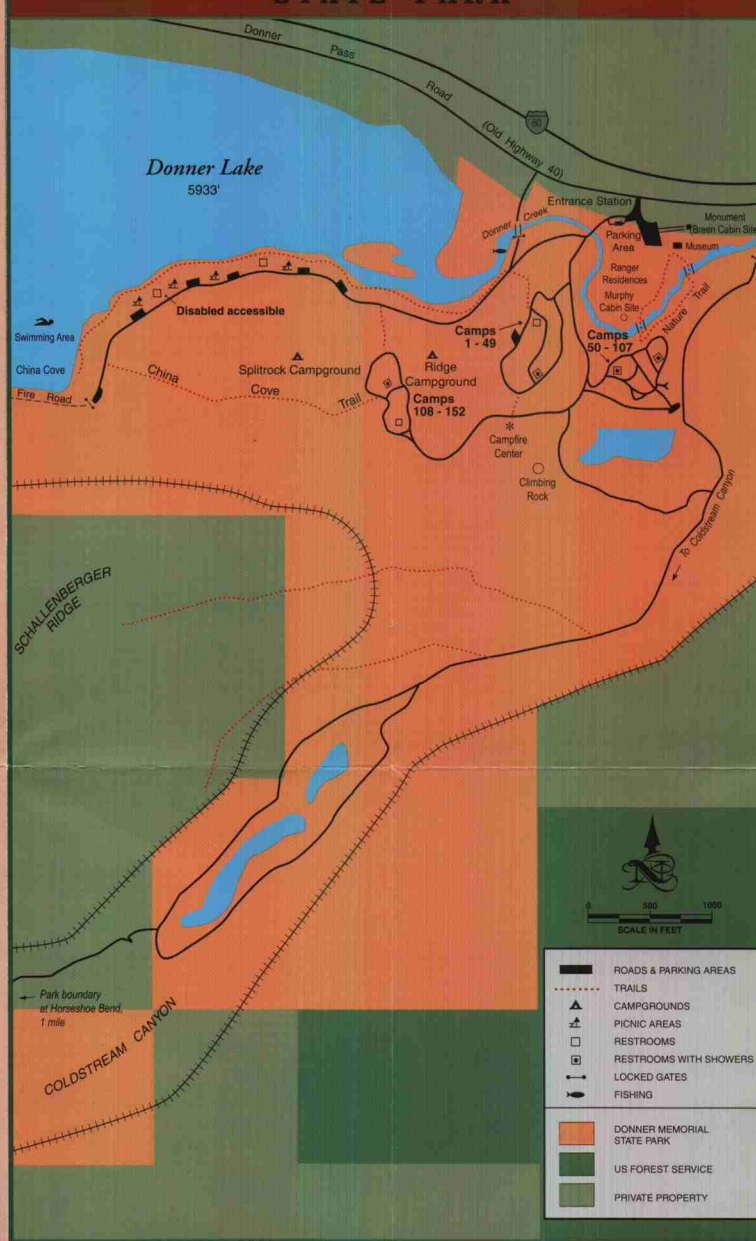 STATE PARK
Donner Pass Road
(Old Highway 40)
80
Donner Lake
5933'
Entrance Station
Donner Creek
Monument
(Breen Cabin Site)
Parking
Area
Museum
Ranger
Residences
Murphy
Cabin Site
Nature Trail
Disabled accessible
Swimming Area
China Cove
Fire Road
China Cove Trail
Splitrock Campground
Ridge
Campground
Camps
1 - 49
Camps
50 - 107
Camps
108 - 152
Campfire
Center
Climbing
Rock
To Coldstream Canyon
SCHALLENBERGER
RIDGE
Park boundary
at Horseshoe Bend,
1 mile
COLDSTREAM CANYON
N
0 500 1000
SCALE IN FEET
ROADS & PARKING AREAS
TRAILS
CAMPGROUNDS
PICNIC AREAS
RESTROOMS
RESTROOMS WITH SHOWERS
LOCKED GATES
FISHING
DONNER MEMORIAL
STATE PARK
US FOREST SERVICE
PRIVATE PROPERTY